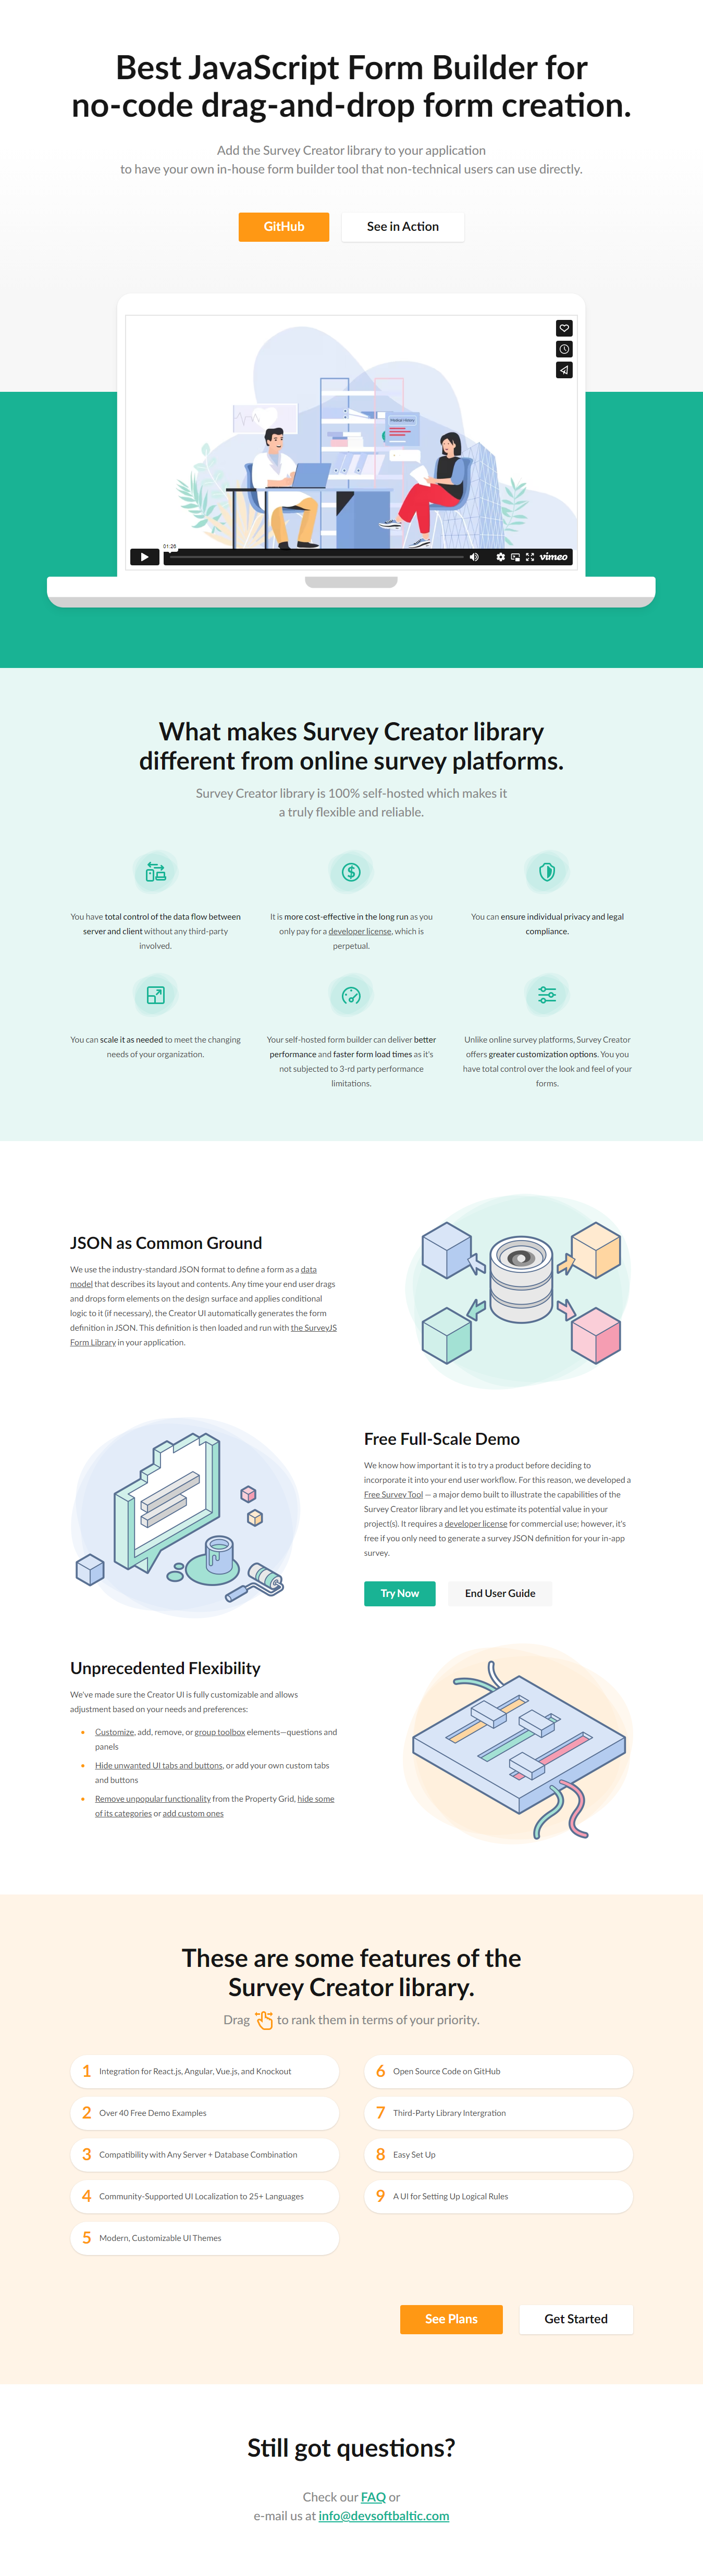 Best JavaScript Form Builder for
no-code drag-and-drop form creation.
Add the Survey Creator library to your application
to have your own in-house form builder tool that non-technical users can use directly.
GitHub
See in Action
01:26
vimeo
What makes Survey Creator library
different from online survey platforms.
Survey Creator library is 100% self-hosted which makes it
a truly flexible and reliable.
You have total control of the data flow between
server and client without any third-party
involved.
It is more cost-effective in the long run as you
only pay for a developer license, which is
perpetual.
You can ensure individual privacy and legal
compliance.
You can scale it as needed to meet the changing
needs of your organization.
Your self-hosted form builder can deliver better
performance and faster form load times as it's
not subjected to 3-rd party performance
limitations.
Unlike online survey platforms, Survey Creator
offers greater customization options. You you
have total control over the look and feel of your
forms.
JSON as Common Ground
We use the industry-standard JSON format to define a form as a data
model that describes its layout and contents. Any time your end user drags
and drops form elements on the design surface and applies conditional
logic to it (if necessary), the Creator UI automatically generates the form
definition in JSON. This definition is then loaded and run with the SurveyJS
Form Library in your application.
Free Full-Scale Demo
We know how important it is to try a product before deciding to
incorporate it into your end user workflow. For this reason, we developed a
Free Survey Tool — a major demo built to illustrate the capabilities of the
Survey Creator library and let you estimate its potential value in your
project(s). It requires a developer license for commercial use; however, it's
free if you only need to generate a survey JSON definition for your in-app
survey.
Try Now
End User Guide
Unprecedented Flexibility
We've made sure the Creator UI is fully customizable and allows
adjustment based on your needs and preferences:
Customize, add, remove, or group toolbox elements—questions and
panels
Hide unwanted UI tabs and buttons, or add your own custom tabs
and buttons
Remove unpopular functionality from the Property Grid, hide some
of its categories or add custom ones
These are some features of the
Survey Creator library.
Drag to rank them in terms of your priority.
1 Integration for React.js, Angular, Vue.js, and Knockout
2 Over 40 Free Demo Examples
3 Compatibility with Any Server + Database Combination
4 Community-Supported UI Localization to 25+ Languages
5 Modern, Customizable UI Themes
6 Open Source Code on GitHub
7 Third-Party Library Intergration
8 Easy Set Up
9 A UI for Setting Up Logical Rules
See Plans
Get Started
Still got questions?
Check our FAQ or
e-mail us at info@devsoftbaltic.com